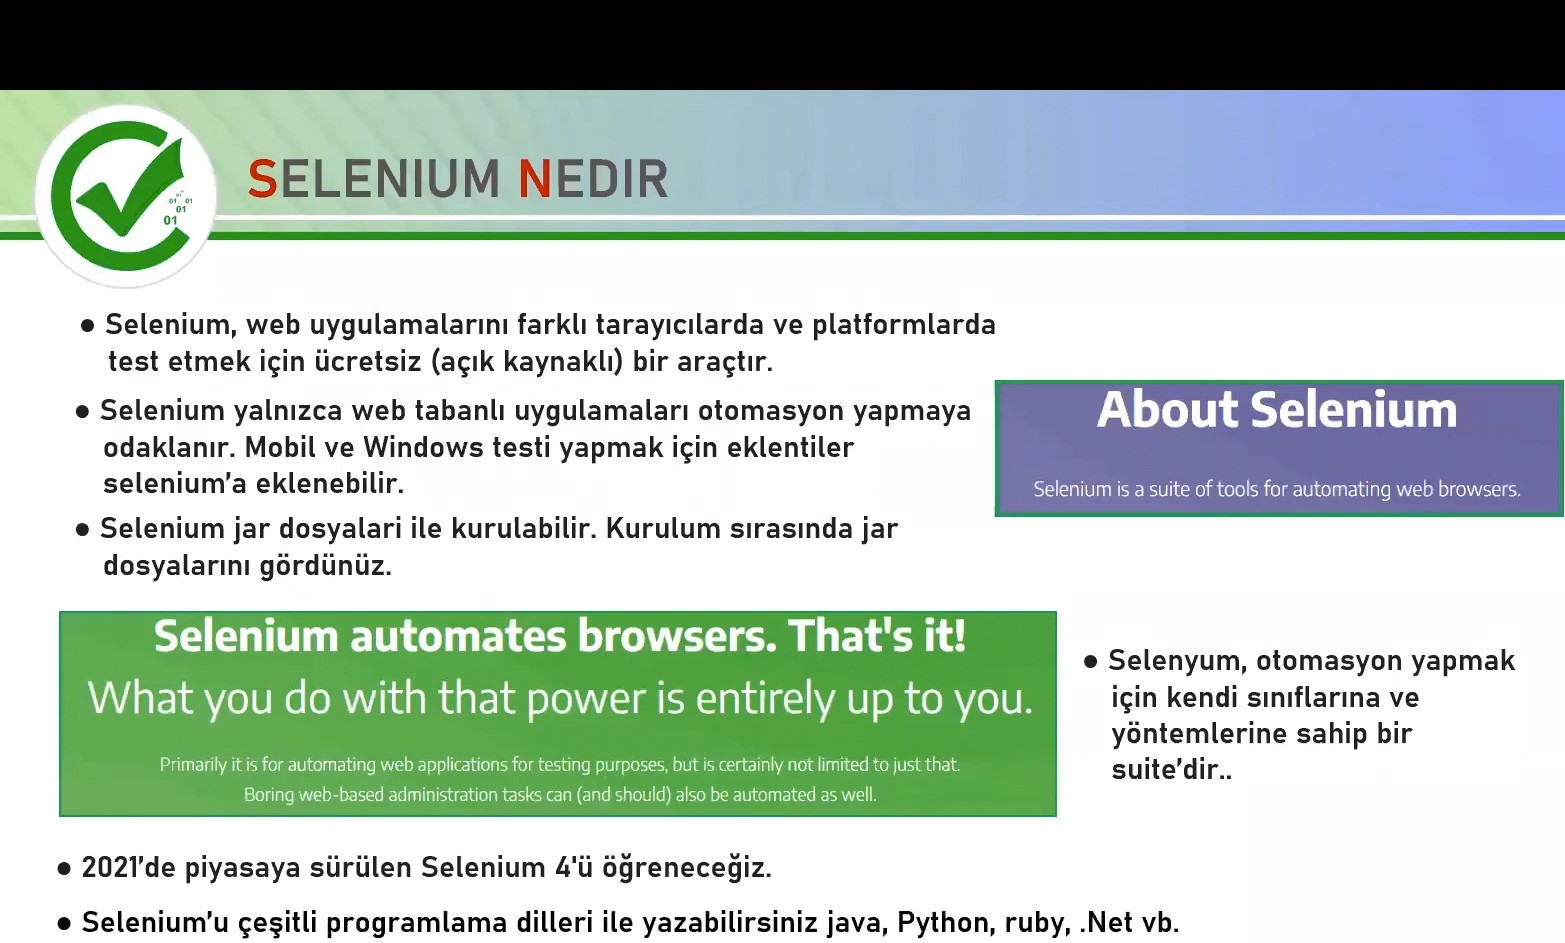 SELENIUM NEDIR
01
01 01
01
01
● Selenium, web uygulamalarını farklı tarayıcılarda ve platformlarda
test etmek için ücretsiz (açık kaynaklı) bir araçtır.
● Selenium yalnızca web tabanlı uygulamaları otomasyon yapmaya
odaklanır. Mobil ve Windows testi yapmak için eklentiler
selenium’a eklenebilir.
● Selenium jar dosyalari ile kurulabilir. Kurulum sırasında jar
dosyalarını gördünüz.
About Selenium
Selenium is a suite of tools for automating web browsers.
Selenium automates browsers. That's it!
What you do with that power is entirely up to you.
Primarily it is for automating web applications for testing purposes, but is certainly not limited to just that.
Boring web-based administration tasks can (and should) also be automated as well.
● Selenyum, otomasyon yapmak
için kendi sınıflarına ve
yöntemlerine sahip bir
suite’dir..
● 2021’de piyasaya sürülen Selenium 4'ü öğreneceğiz.
● Selenium’u çeşitli programlama dilleri ile yazabilirsiniz java, Python, ruby, .Net vb.